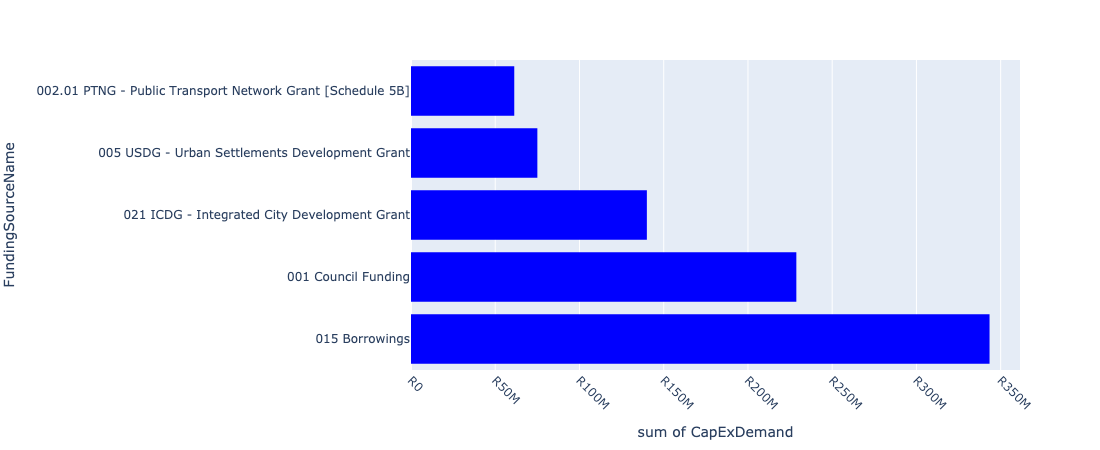 FundingSourceName
002.01 PTNG - Public Transport Network Grant [Schedule 5B]
005 USDG - Urban Settlements Development Grant
021 ICDG - Integrated City Development Grant
001 Council Funding
015 Borrowings
R0
R50M
R100M
R150M
R200M
R250M
R300M
R350M
sum of CapExDemand